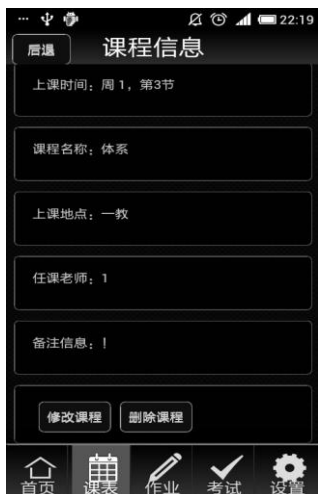 22:19
后退
课程信息
上课时间：周 1，第3节
课程名称：体系
上课地点：一教
任课老师：1
备注信息：！
修改课程 删除课程
首页 课表 作业 考试 设置